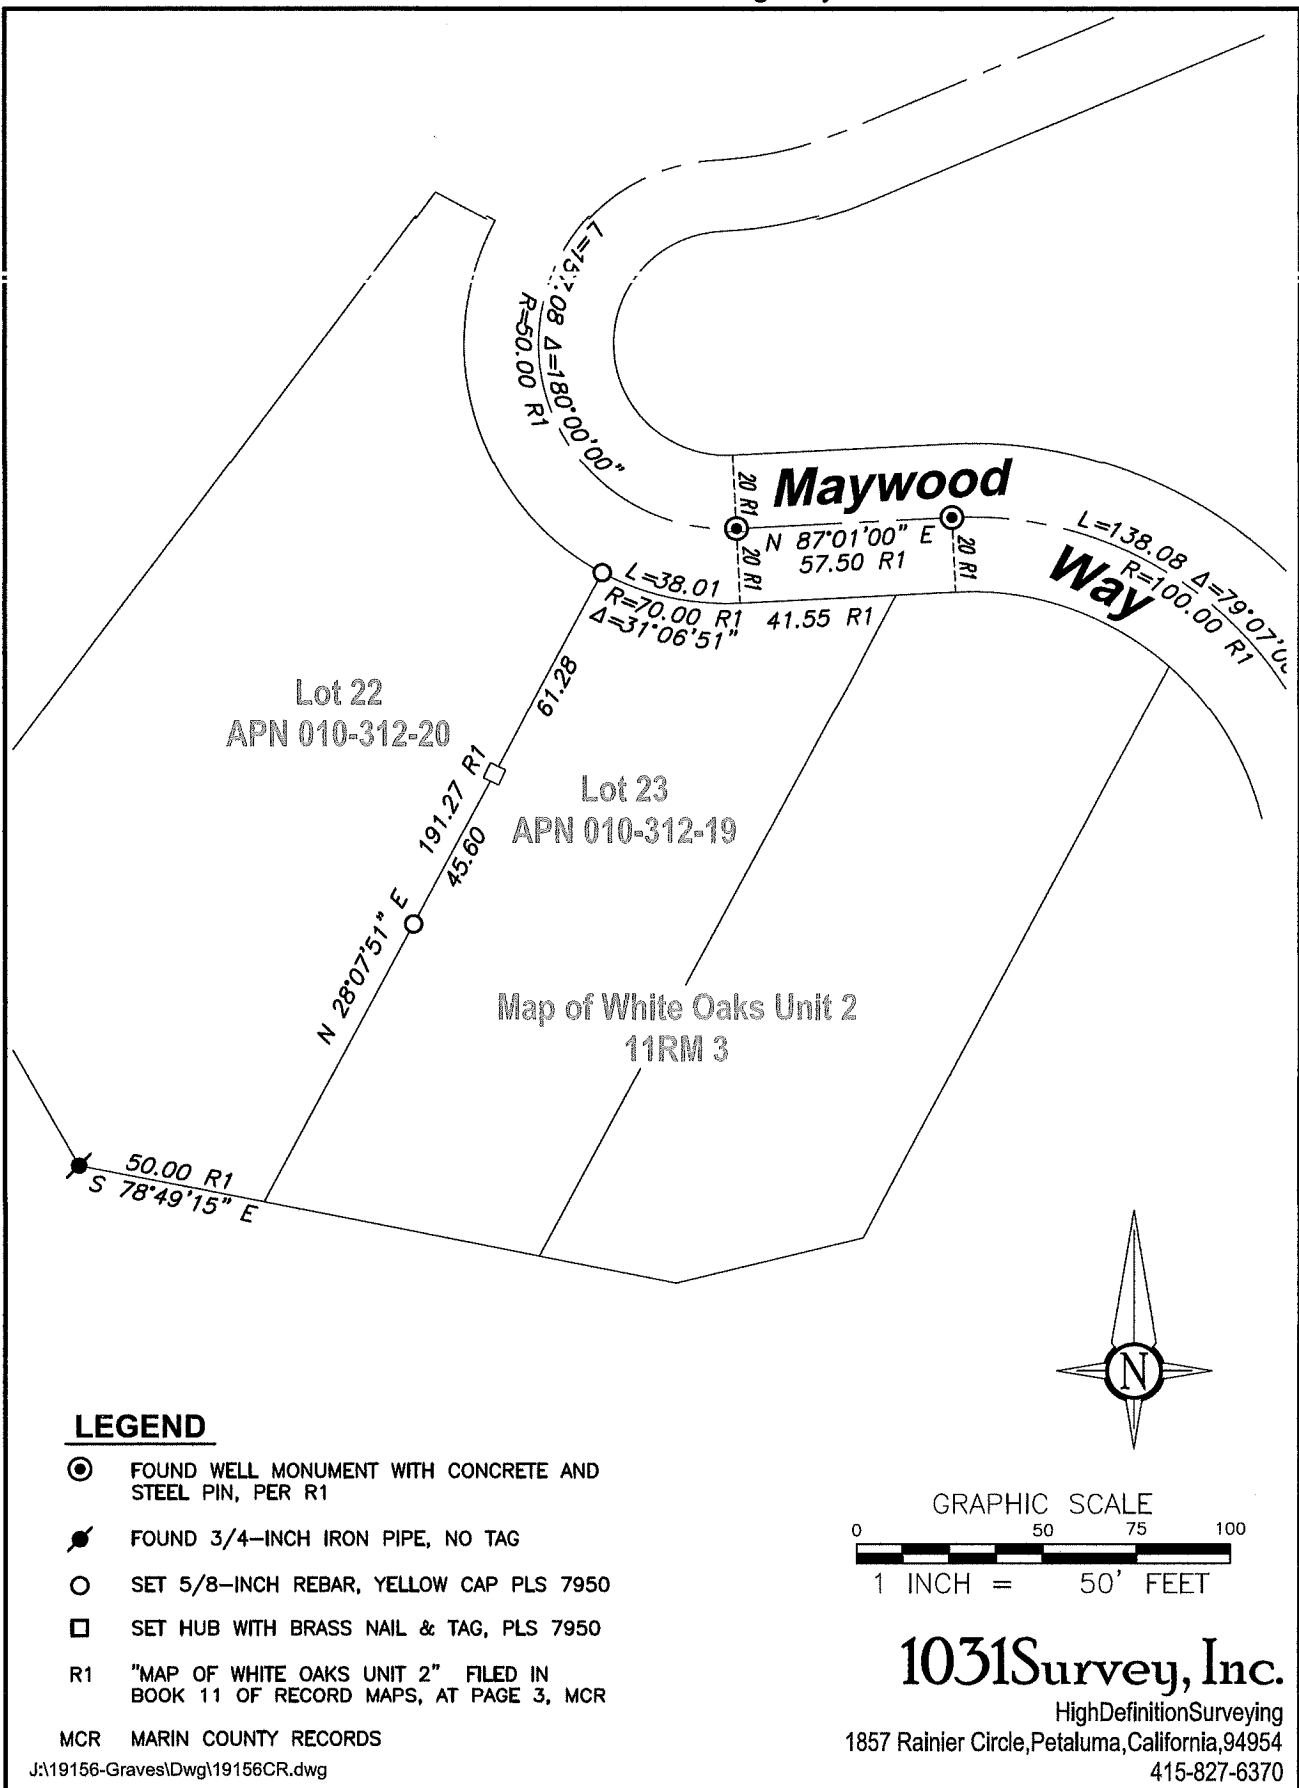 L=157.08 Δ=180°00'00"
R=50.00 R1
20 R1
Maywood
20 R1
N 87°01'00" E
57.50 R1
20 R1
Way
L=138.08 Δ=79°07'0
R=100.00 R1
L=38.01
R=70.00 R1
Δ=31°06'51"
41.55 R1
61.28
Lot 22
APN 010-312-20
191.27 R1
45.60
Lot 23
APN 010-312-19
N 28°07'51" E
Map of White Oaks Unit 2
11RM 3
50.00 R1
S 78°49'15" E
N
LEGEND
FOUND WELL MONUMENT WITH CONCRETE AND
STEEL PIN, PER R1
FOUND 3/4-INCH IRON PIPE, NO TAG
SET 5/8-INCH REBAR, YELLOW CAP PLS 7950
SET HUB WITH BRASS NAIL & TAG, PLS 7950
R1 "MAP OF WHITE OAKS UNIT 2" FILED IN
BOOK 11 OF RECORD MAPS, AT PAGE 3, MCR
MCR MARIN COUNTY RECORDS
J:\19156-Graves\Dwg\19156CR.dwg
GRAPHIC SCALE
0 50 75 100
1 INCH = 50' FEET
1031Survey, Inc.
HighDefinitionSurveying
1857 Rainier Circle,Petaluma,California,94954
415-827-6370